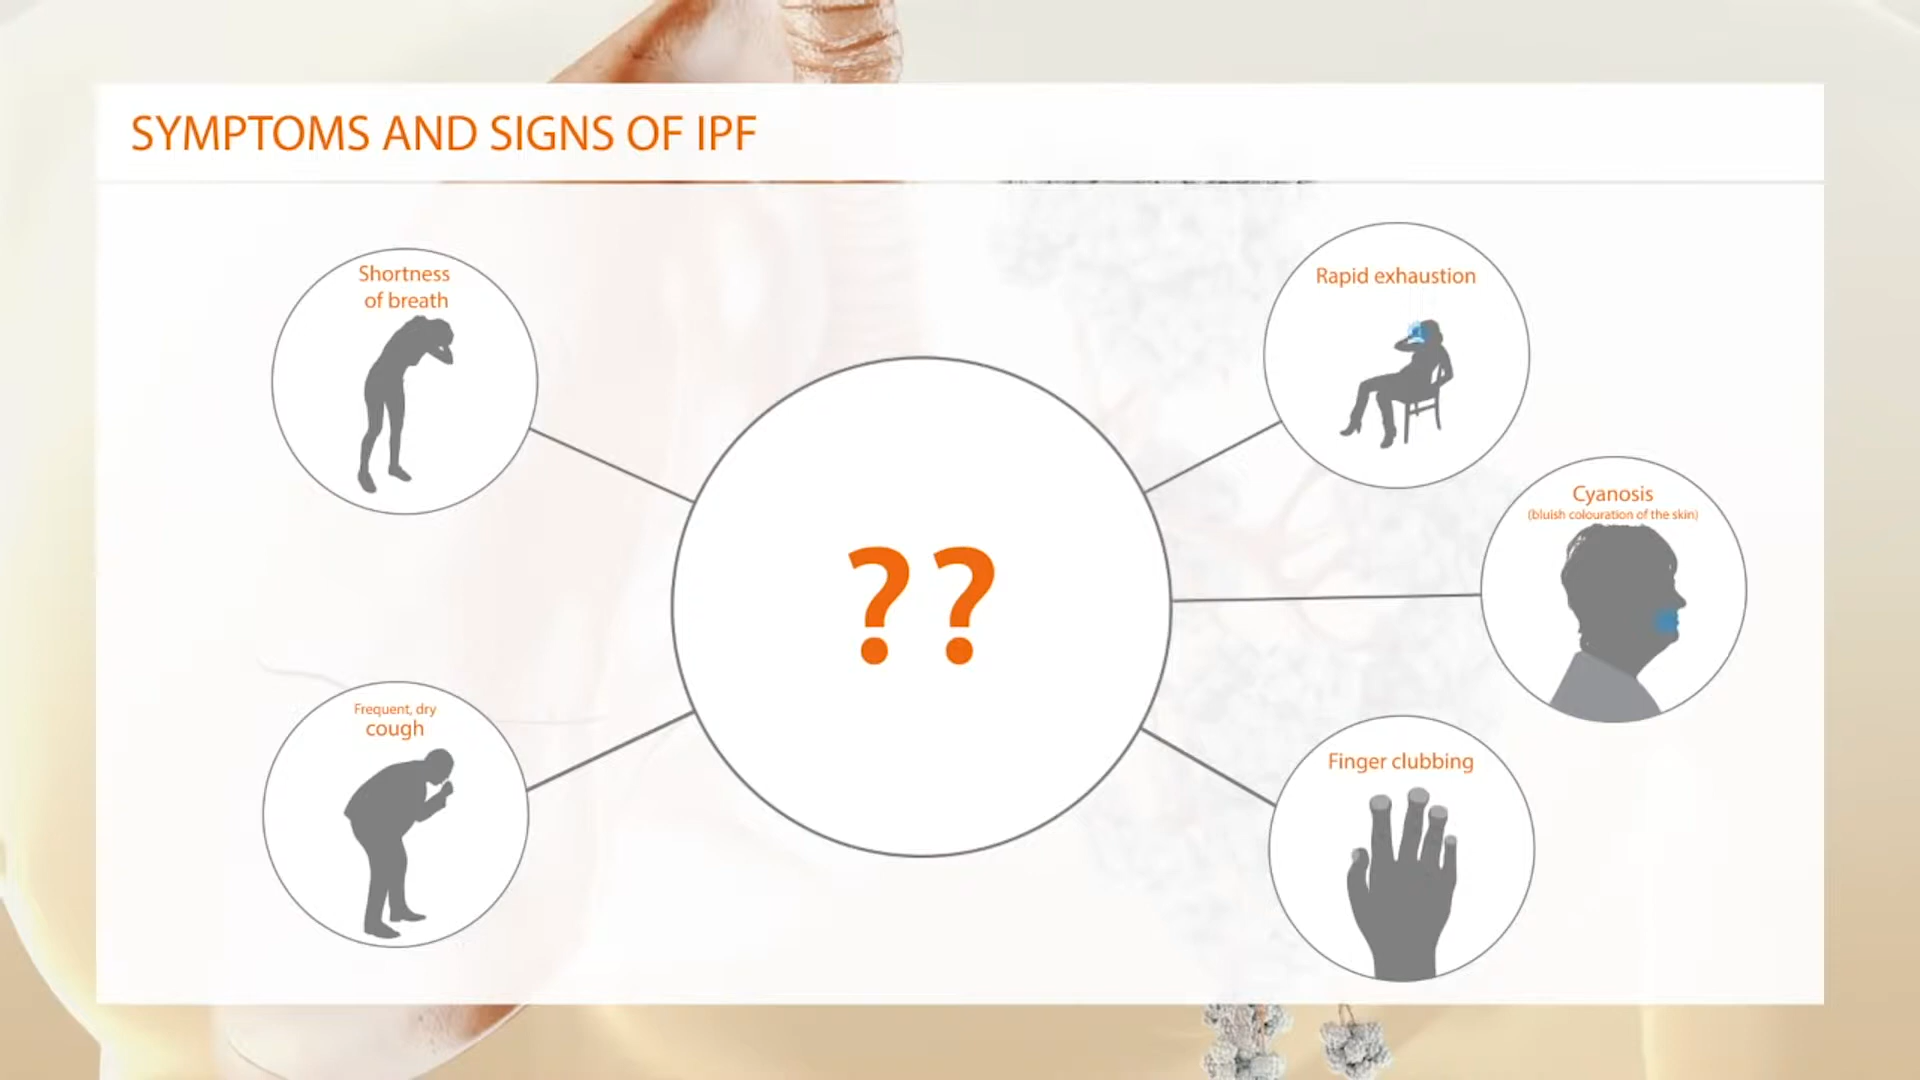 SYMPTOMS AND SIGNS OF IPF
Shortness
of breath
Rapid exhaustion
Cyanosis
(bluish colouration of the skin)
??
Frequent, dry
cough
Finger clubbing